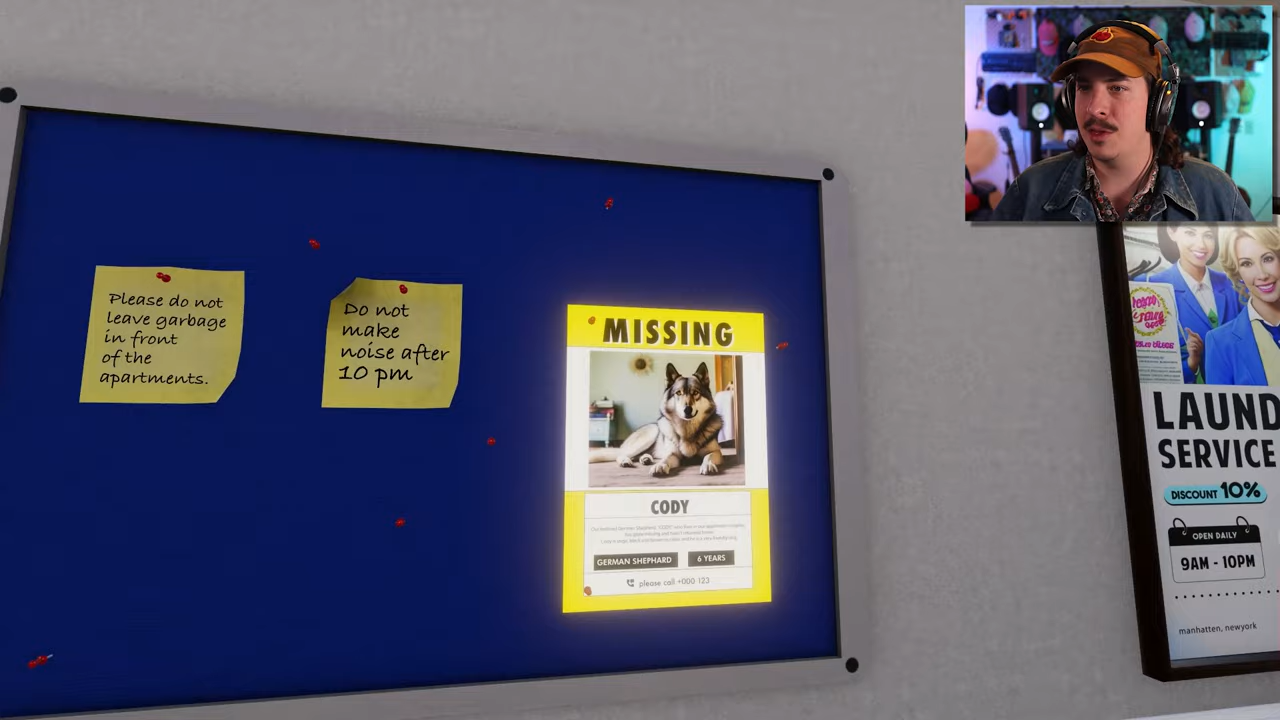 Please do not
leave garbage
in front
of the
apartments.
Do not
make
noise after
10 pm
MISSING
CODY
GERMAN SHEPHARD
6 YEARS
please call +000 123
LAUND
SERVICE
DISCOUNT 10%
OPEN DAILY
9AM - 10PM
manhatten, newyork